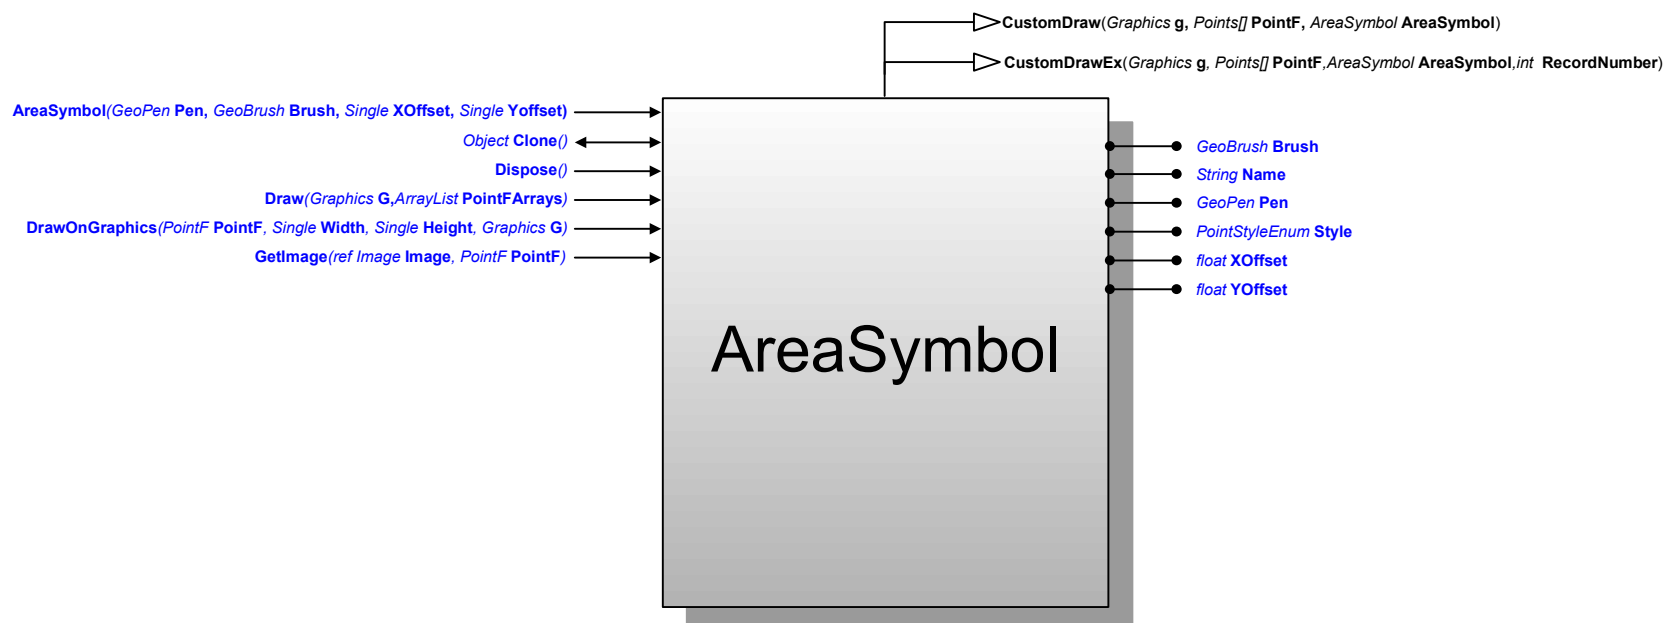 CustomDraw(Graphics g, Points[] PointF, AreaSymbol AreaSymbol)
CustomDrawEx(Graphics g, Points[] PointF,AreaSymbol AreaSymbol,int RecordNumber)
AreaSymbol(GeoPen Pen, GeoBrush Brush, Single XOffset, Single Yoffset)
Object Clone()
Dispose()
Draw(Graphics G,ArrayList PointFArrays)
DrawOnGraphics(PointF PointF, Single Width, Single Height, Graphics G)
GetImage(ref Image Image, PointF PointF)
GeoBrush Brush
String Name
GeoPen Pen
PointStyleEnum Style
float XOffset
float YOffset
AreaSymbol